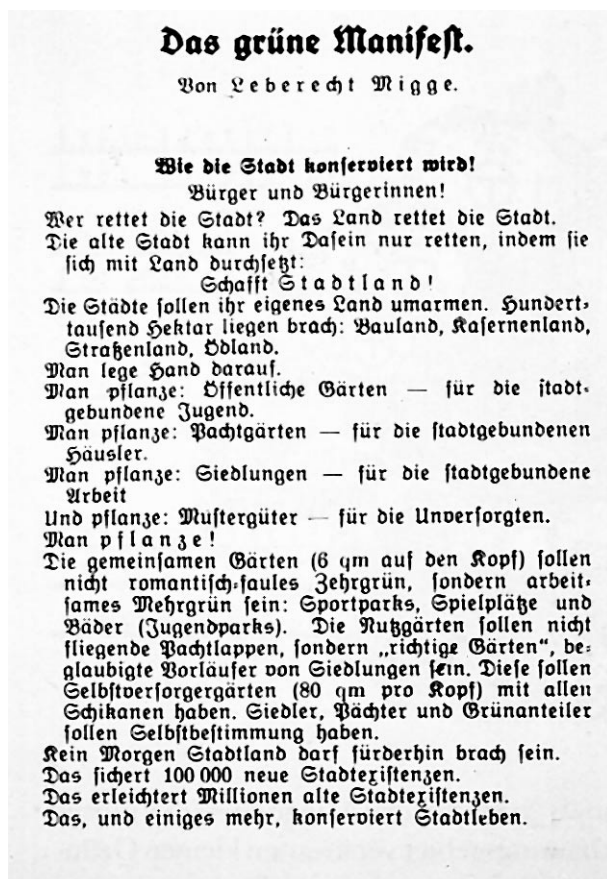 Das grüne Manifest.
Von Leberecht Migge.
Wie die Stadt konserviert wird!
Bürger und Bürgerinnen!
Wer rettet die Stadt? Das Land rettet die Stadt.
Die alte Stadt kann ihr Dasein nur retten, indem sie
sich mit Land durchsetzt:
Schafft Stadtland!
Die Städte sollen ihr eigenes Land umarmen. Hundert-
tausend Hektar liegen brach: Bauland, Kasernenland,
Straßenland, Ödland.
Man lege Hand darauf.
Man pflanze: Öffentliche Gärten — für die stadt-
gebundene Jugend.
Man pflanze: Pachtgärten — für die stadtgebundenen
Häusler.
Man pflanze: Siedlungen — für die stadtgebundene
Arbeit
Und pflanze: Mustergüter — für die Unversorgten.
Man pflanze!
Die gemeinsamen Gärten (6 qm auf den Kopf) sollen
nicht romantisch-faules Zehrgrün, sondern arbeit-
sames Mehrgrün sein: Sportparks, Spielplätze und
Bäder (Jugendparks). Die Nutzgärten sollen nicht
fliegende Pachtlappen, sondern „richtige Gärten“, be-
glaubigte Vorläufer von Siedlungen sein. Diese sollen
Selbstversorgergärten (80 qm pro Kopf) mit allen
Schikanen haben. Siedler, Pächter und Grünanteiler
sollen Selbstbestimmung haben.
Kein Morgen Stadtland darf fürderhin brach sein.
Das sichert 100 000 neue Stadtexistenzen.
Das erleichtert Millionen alte Stadtexistenzen.
Das, und einiges mehr, konserviert Stadtleben.